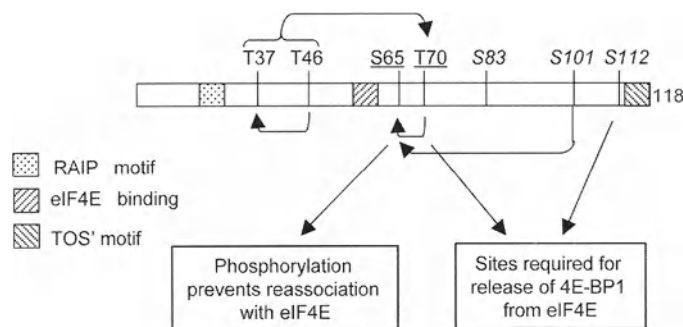 T37 T46 S65 T70 S83 S101 S112
118
RAIP motif
eIF4E binding
TOS' motif
Phosphorylation
prevents reassociation
with eIF4E
Sites required for
release of 4E-BP1
from eIF4E